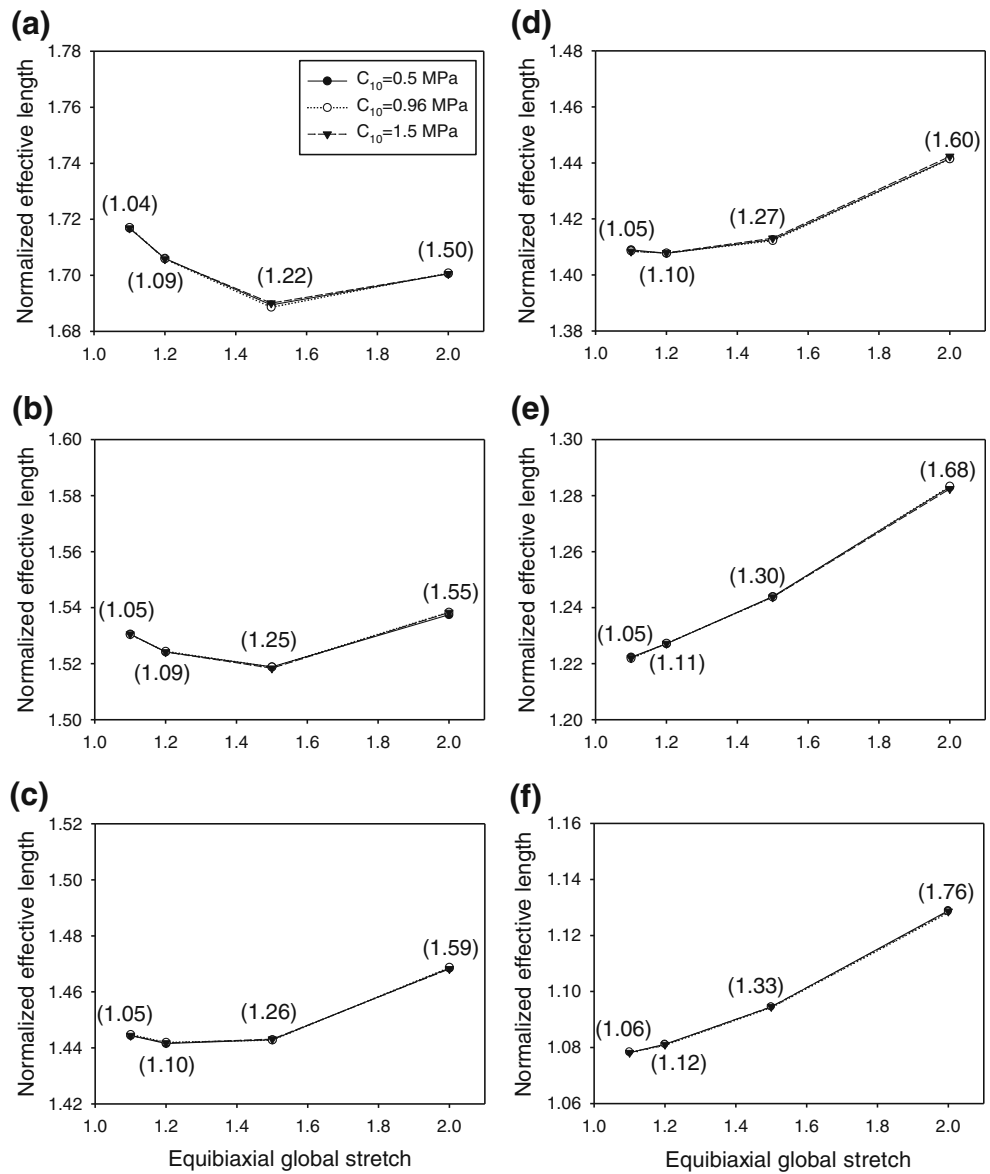 (a)
Normalized effective length
1.78
1.76
1.74
1.72
1.70
1.68
C10=0.5 MPa
C10=0.96 MPa
C10=1.5 MPa
(1.04)
(1.09)
(1.22)
(1.50)
1.0 1.2 1.4 1.6 1.8 2.0
(b)
Normalized effective length
1.60
1.58
1.56
1.54
1.52
1.50
(1.05)
(1.09)
(1.25)
(1.55)
1.0 1.2 1.4 1.6 1.8 2.0
(c)
Normalized effective length
1.52
1.50
1.48
1.46
1.44
1.42
(1.05)
(1.10)
(1.26)
(1.59)
1.0 1.2 1.4 1.6 1.8 2.0
Equibiaxial global stretch
(d)
Normalized effective length
1.48
1.46
1.44
1.42
1.40
1.38
(1.05)
(1.10)
(1.27)
(1.60)
1.0 1.2 1.4 1.6 1.8 2.0
(e)
Normalized effective length
1.30
1.28
1.26
1.24
1.22
1.20
(1.05)
(1.11)
(1.30)
(1.68)
1.0 1.2 1.4 1.6 1.8 2.0
(f)
Normalized effective length
1.16
1.14
1.12
1.10
1.08
1.06
(1.06)
(1.12)
(1.33)
(1.76)
1.0 1.2 1.4 1.6 1.8 2.0
Equibiaxial global stretch